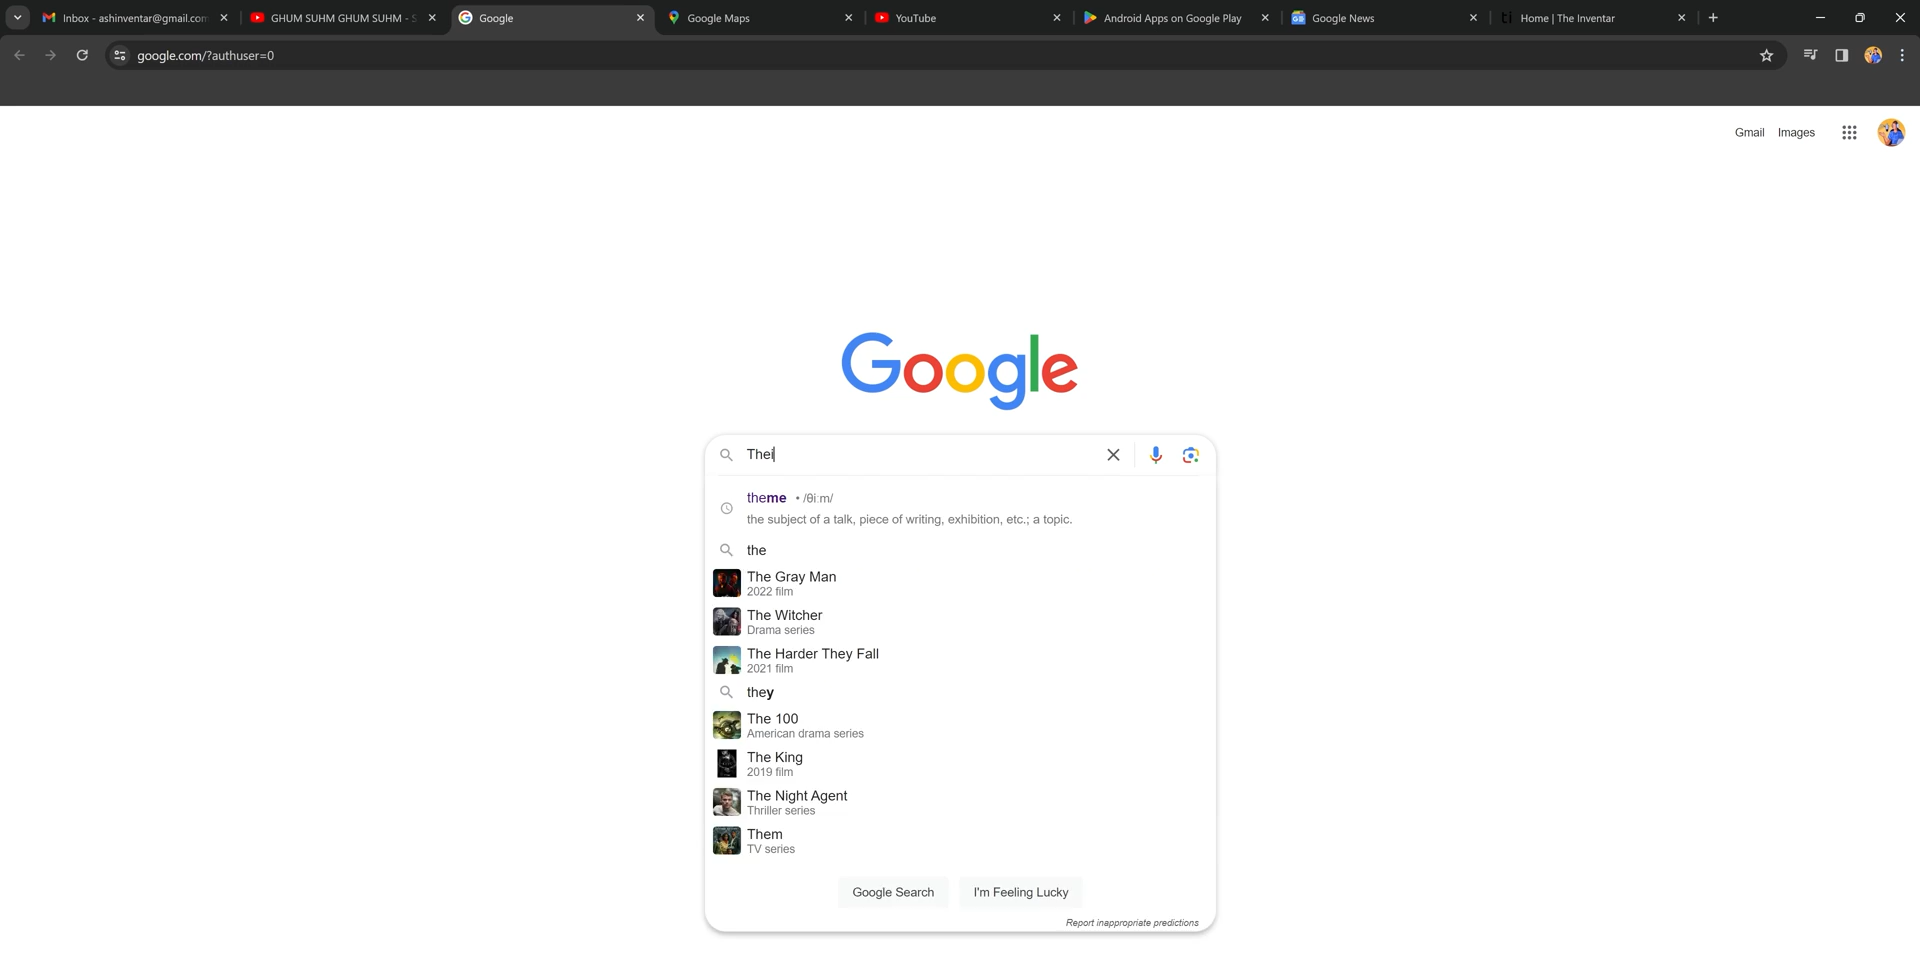 Inbox - ashinventar@gmail.com
GHUM SUHM GHUM SUHM - S
Google
Google Maps
YouTube
Android Apps on Google Play
Google News
ti Home | The Inventar
google.com/?authuser=0
Gmail Images
Google
Thei
theme • /θiːm/
the subject of a talk, piece of writing, exhibition, etc.; a topic.
the
The Gray Man
2022 film
The Witcher
Drama series
The Harder They Fall
2021 film
they
The 100
American drama series
The King
2019 film
The Night Agent
Thriller series
Them
TV series
Google Search I'm Feeling Lucky
Report inappropriate predictions